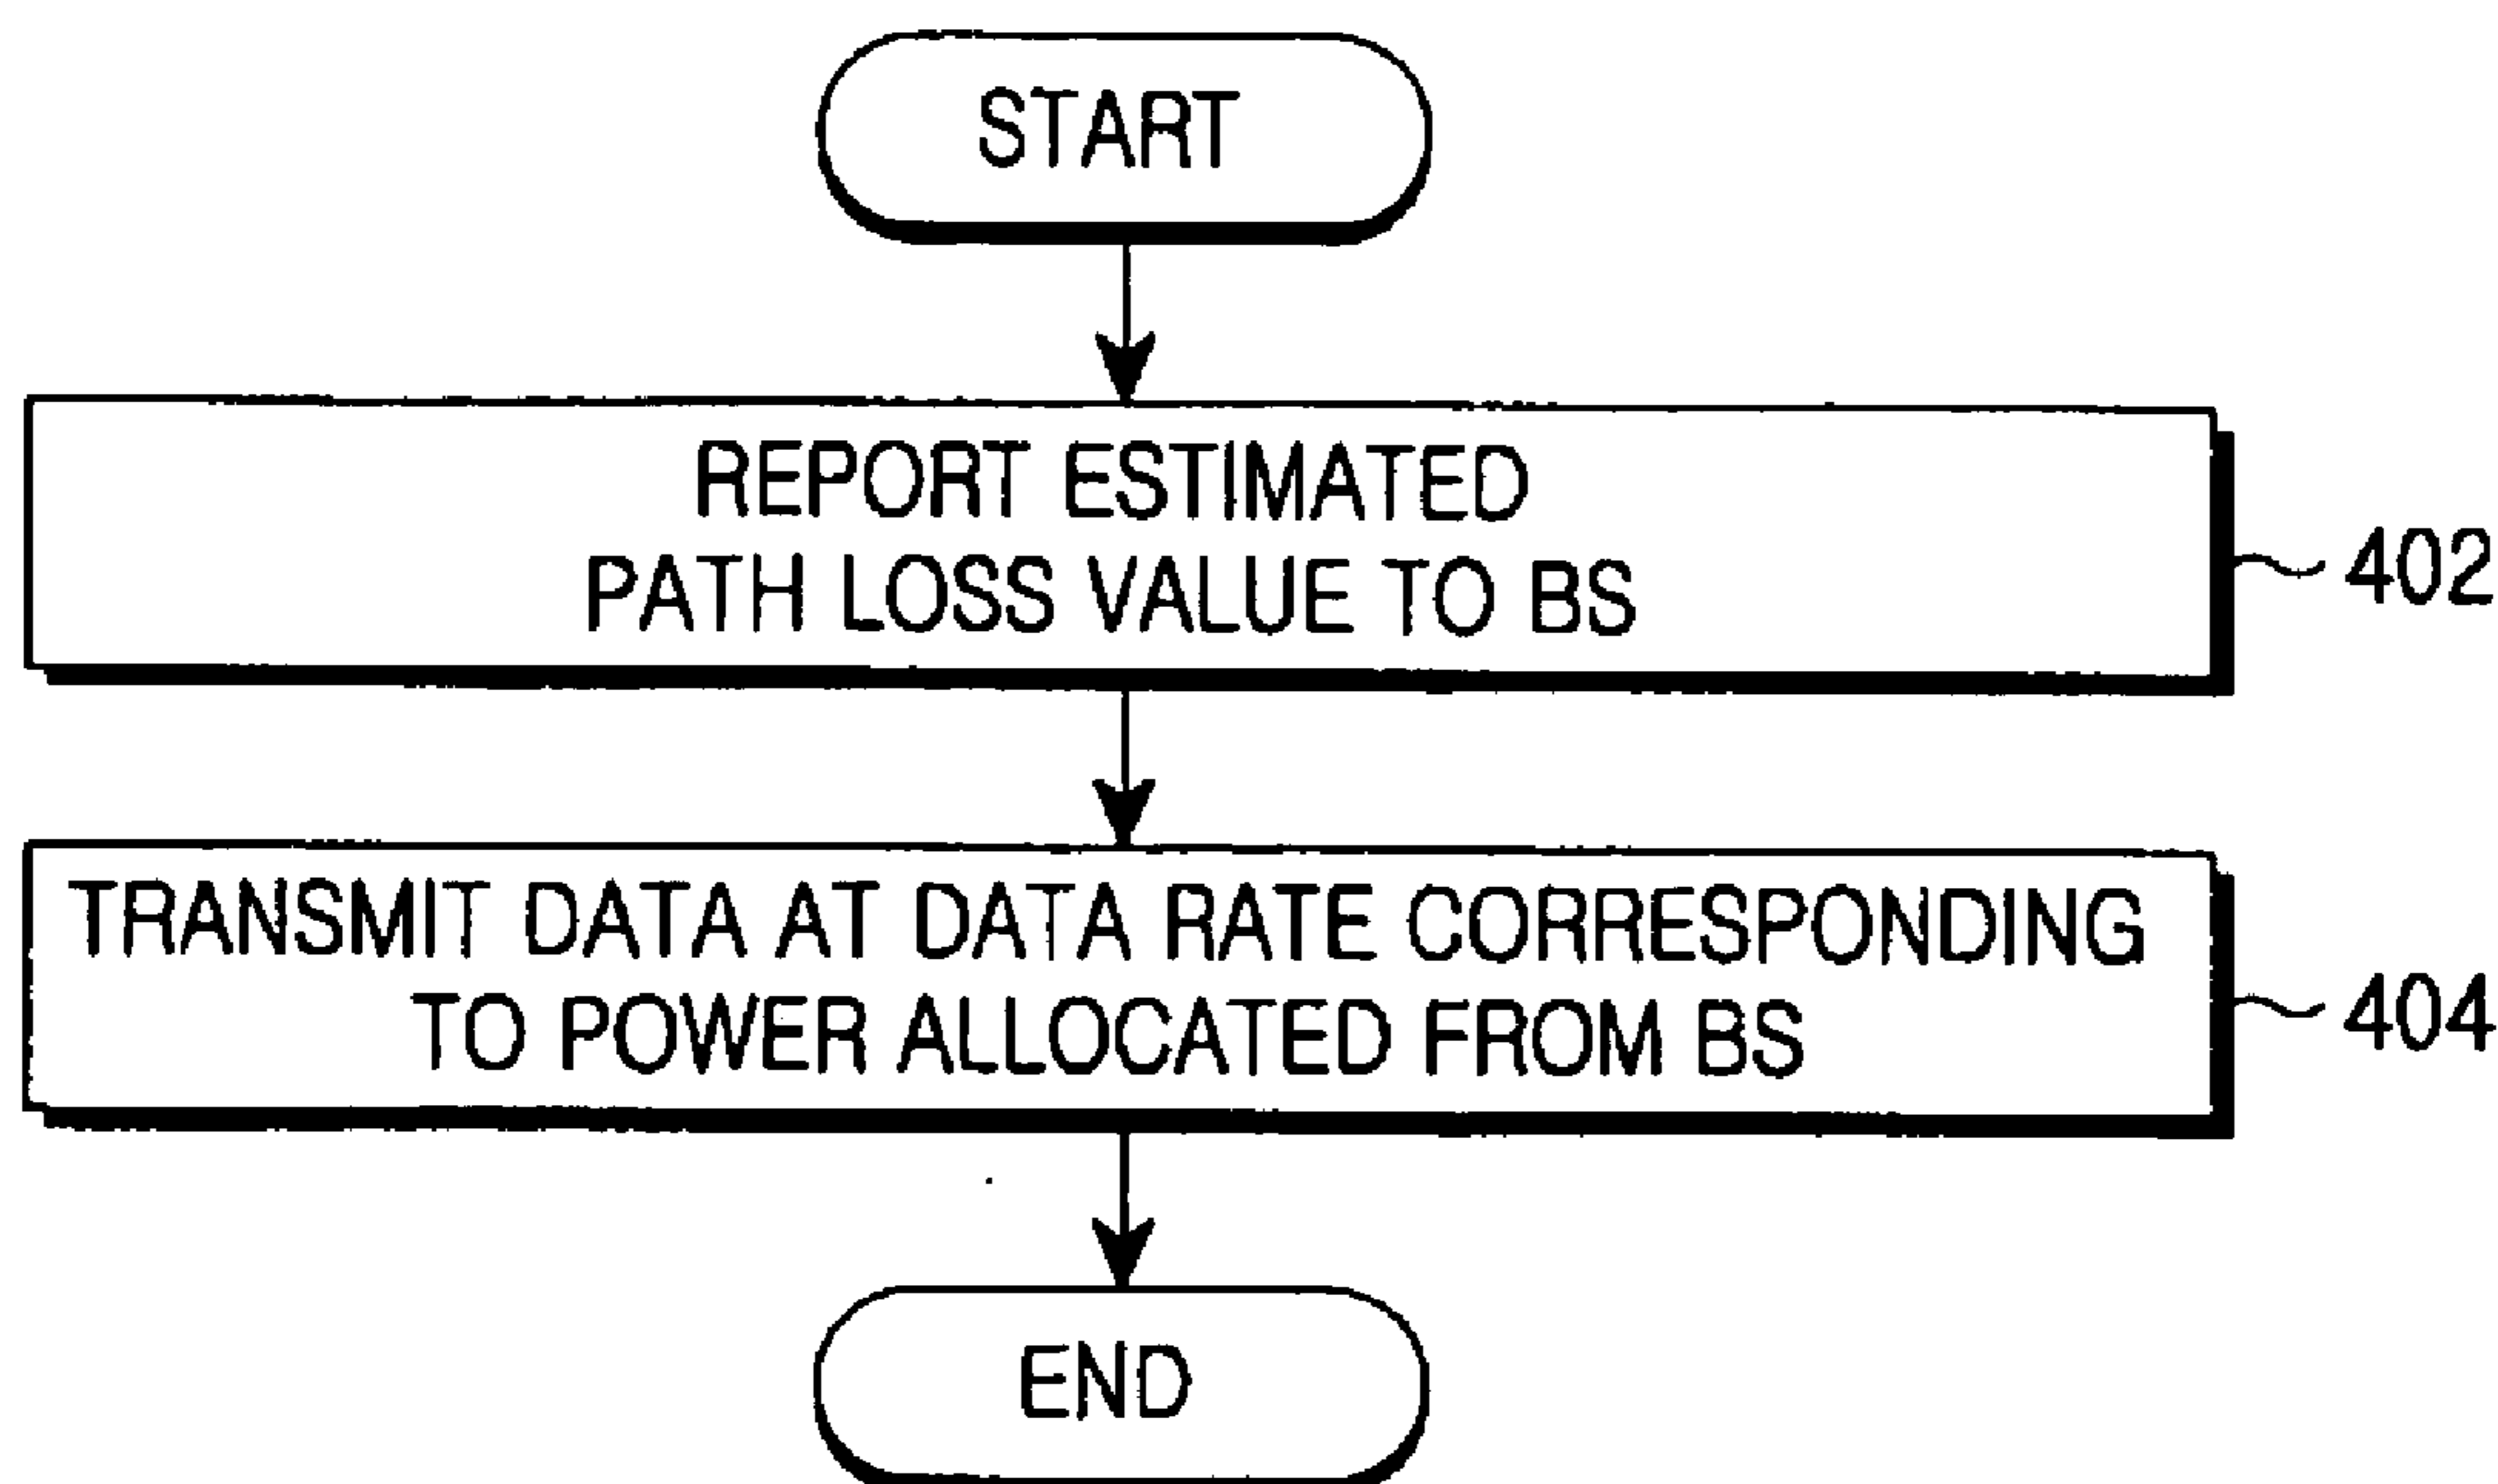 START
REPORT ESTIMATED
PATH LOSS VALUE TO BS
402
TRANSMIT DATA AT DATA RATE CORRESPONDING
TO POWER ALLOCATED FROM BS
404
END